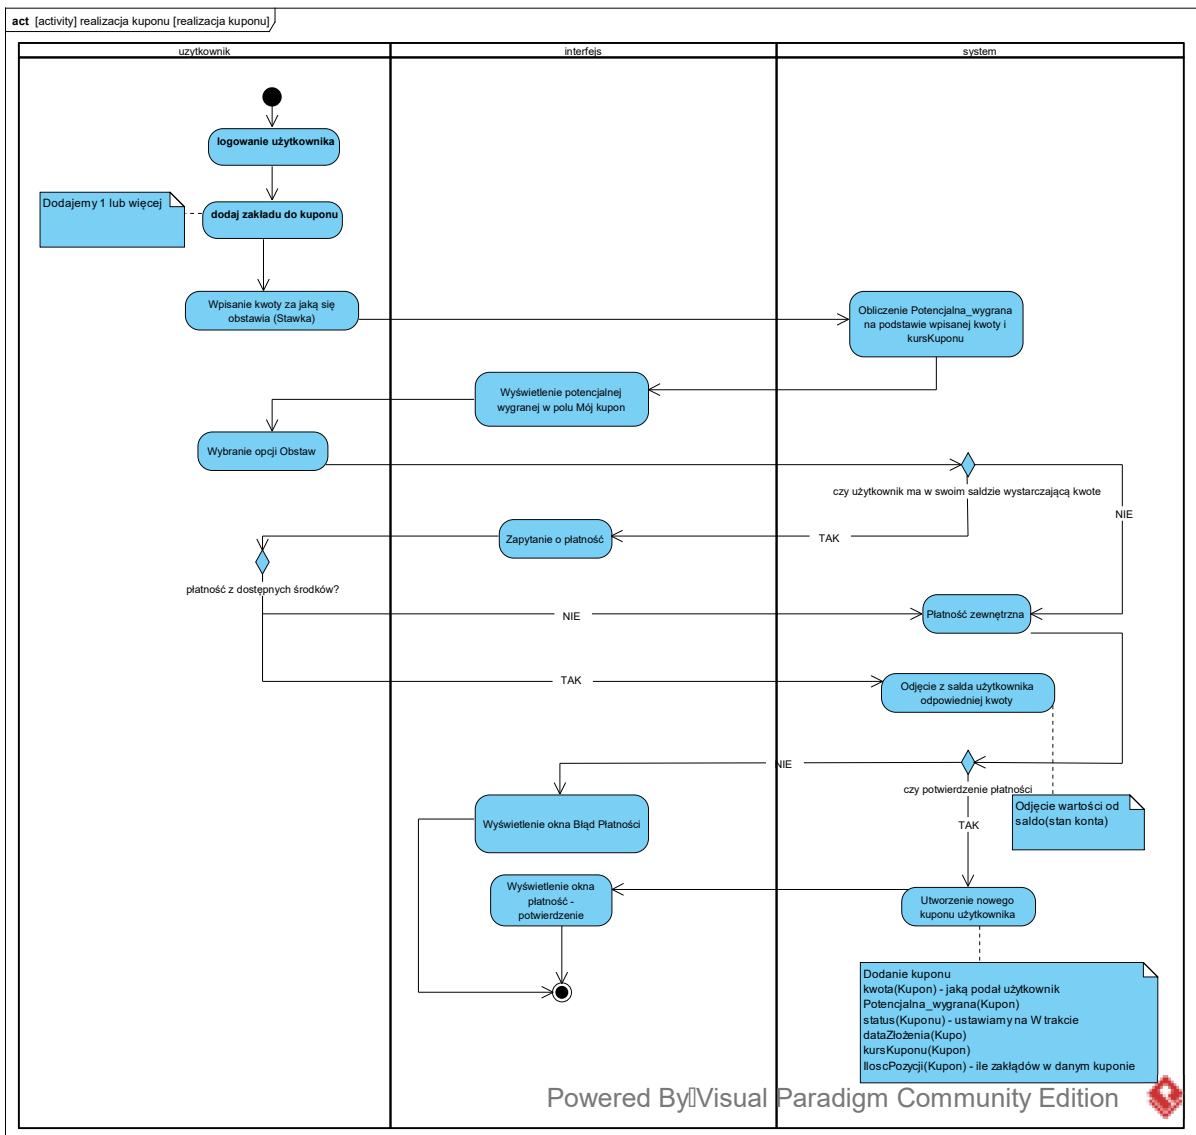 act [activity] realizacja kuponu [realizacja kuponu]
uzytkownik
interfejs
system
logowanie użytkownika
Dodajemy 1 lub więcej
dodaj zakładu do kuponu
Wpisanie kwoty za jaką się
obstawia (Stawka)
Obliczenie Potencjalna_wygrana
na podstawie wpisanej kwoty i
kursKuponu
Wyświetlenie potencjalnej
wygranej w polu Mój kupon
Wybranie opcji Obstaw
czy użytkownik ma w swoim saldzie wystarczającą kwote
NIE
TAK
Zapytanie o płatność
płatność z dostępnych środków?
NIE
Płatność zewnętrzna
TAK
Odjęcie z salda użytkownika
odpowiedniej kwoty
NIE
czy potwierdzenie płatności
Odjęcie wartości od
saldo(stan konta)
TAK
Wyświetlenie okna Błąd Płatności
Wyświetlenie okna
płatność -
potwierdzenie
Utworzenie nowego
kuponu użytkownika
Dodanie kuponu
kwota(Kupon) - jaką podał użytkownik
Potencjalna_wygrana(Kupon)
status(Kuponu) - ustawiamy na W trakcie
dataZłożenia(Kupo)
kursKuponu(Kupon)
IloscPozycji(Kupon) - ile zakłądów w danym kuponie
Powered By Visual Paradigm Community Edition